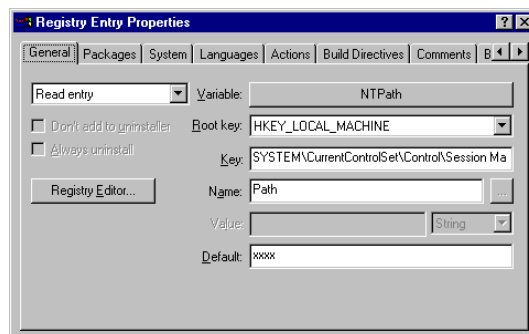 Registry Entry Properties
General Packages System Languages Actions Build Directives Comments B
Read entry Variable: NTPath
Don't add to uninstaller Root key: HKEY_LOCAL_MACHINE
Always uninstall Key: SYSTEM\CurrentControlSet\Control\Session Ma
Registry Editor... Name: Path ...
Value: String
Default: xxxx